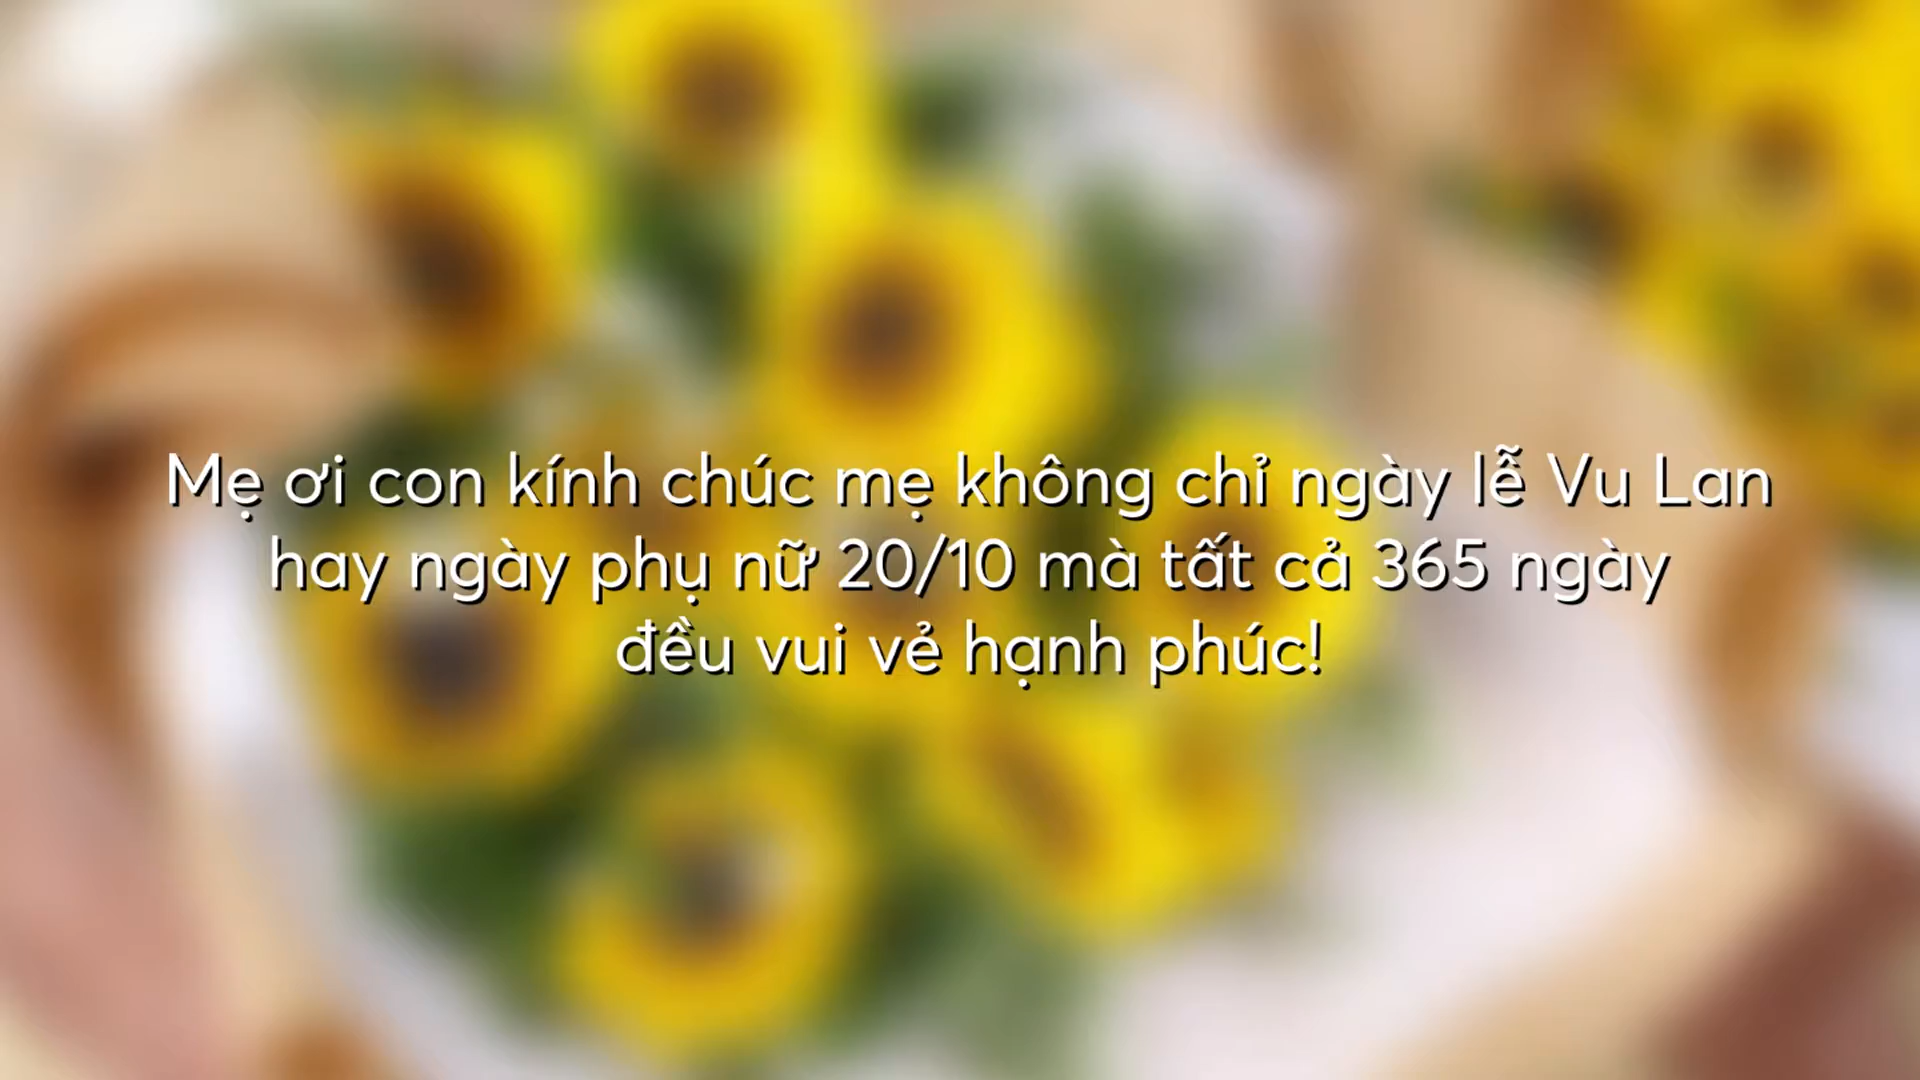 Mẹ ơi con kính chúc mẹ không chỉ ngày lễ Vu Lan
hay ngày phụ nữ 20/10 mà tất cả 365 ngày
đều vui vẻ hạnh phúc!